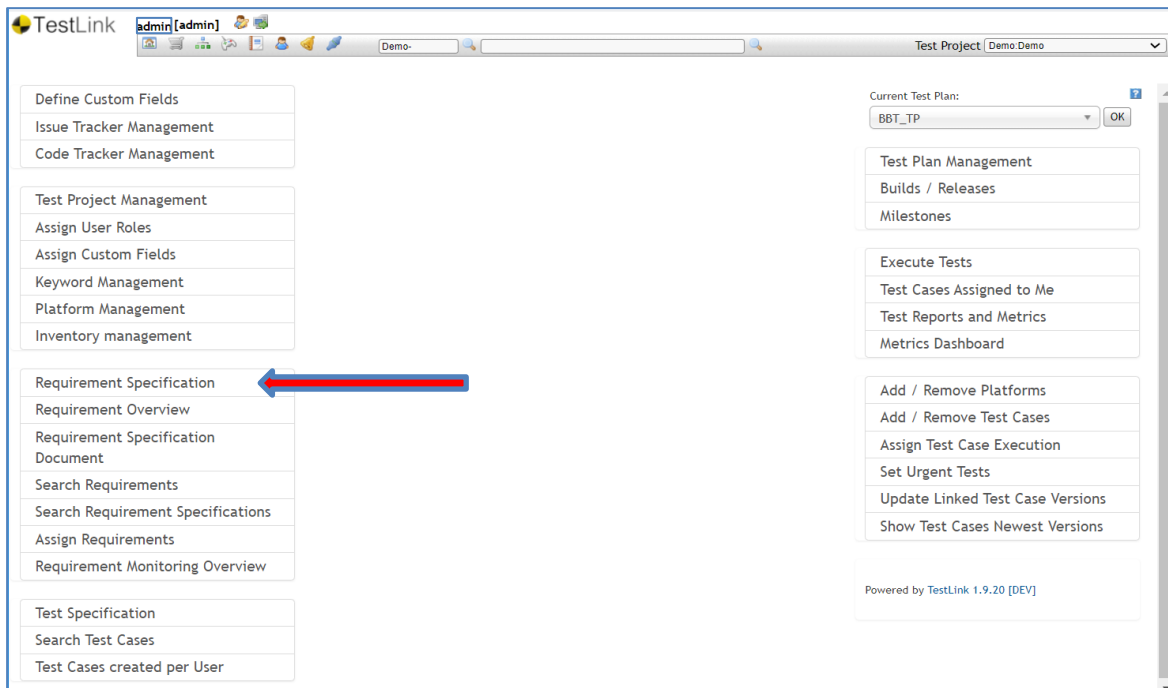 TestLink
admin [admin]
Demo-
Test Project Demo:Demo
Define Custom Fields
Issue Tracker Management
Code Tracker Management
Test Project Management
Assign User Roles
Assign Custom Fields
Keyword Management
Platform Management
Inventory management
Requirement Specification
Requirement Overview
Requirement Specification
Document
Search Requirements
Search Requirement Specifications
Assign Requirements
Requirement Monitoring Overview
Test Specification
Search Test Cases
Test Cases created per User
Current Test Plan:
?
BBT_TP
OK
Test Plan Management
Builds / Releases
Milestones
Execute Tests
Test Cases Assigned to Me
Test Reports and Metrics
Metrics Dashboard
Add / Remove Platforms
Add / Remove Test Cases
Assign Test Case Execution
Set Urgent Tests
Update Linked Test Case Versions
Show Test Cases Newest Versions
Powered by TestLink 1.9.20 [DEV]